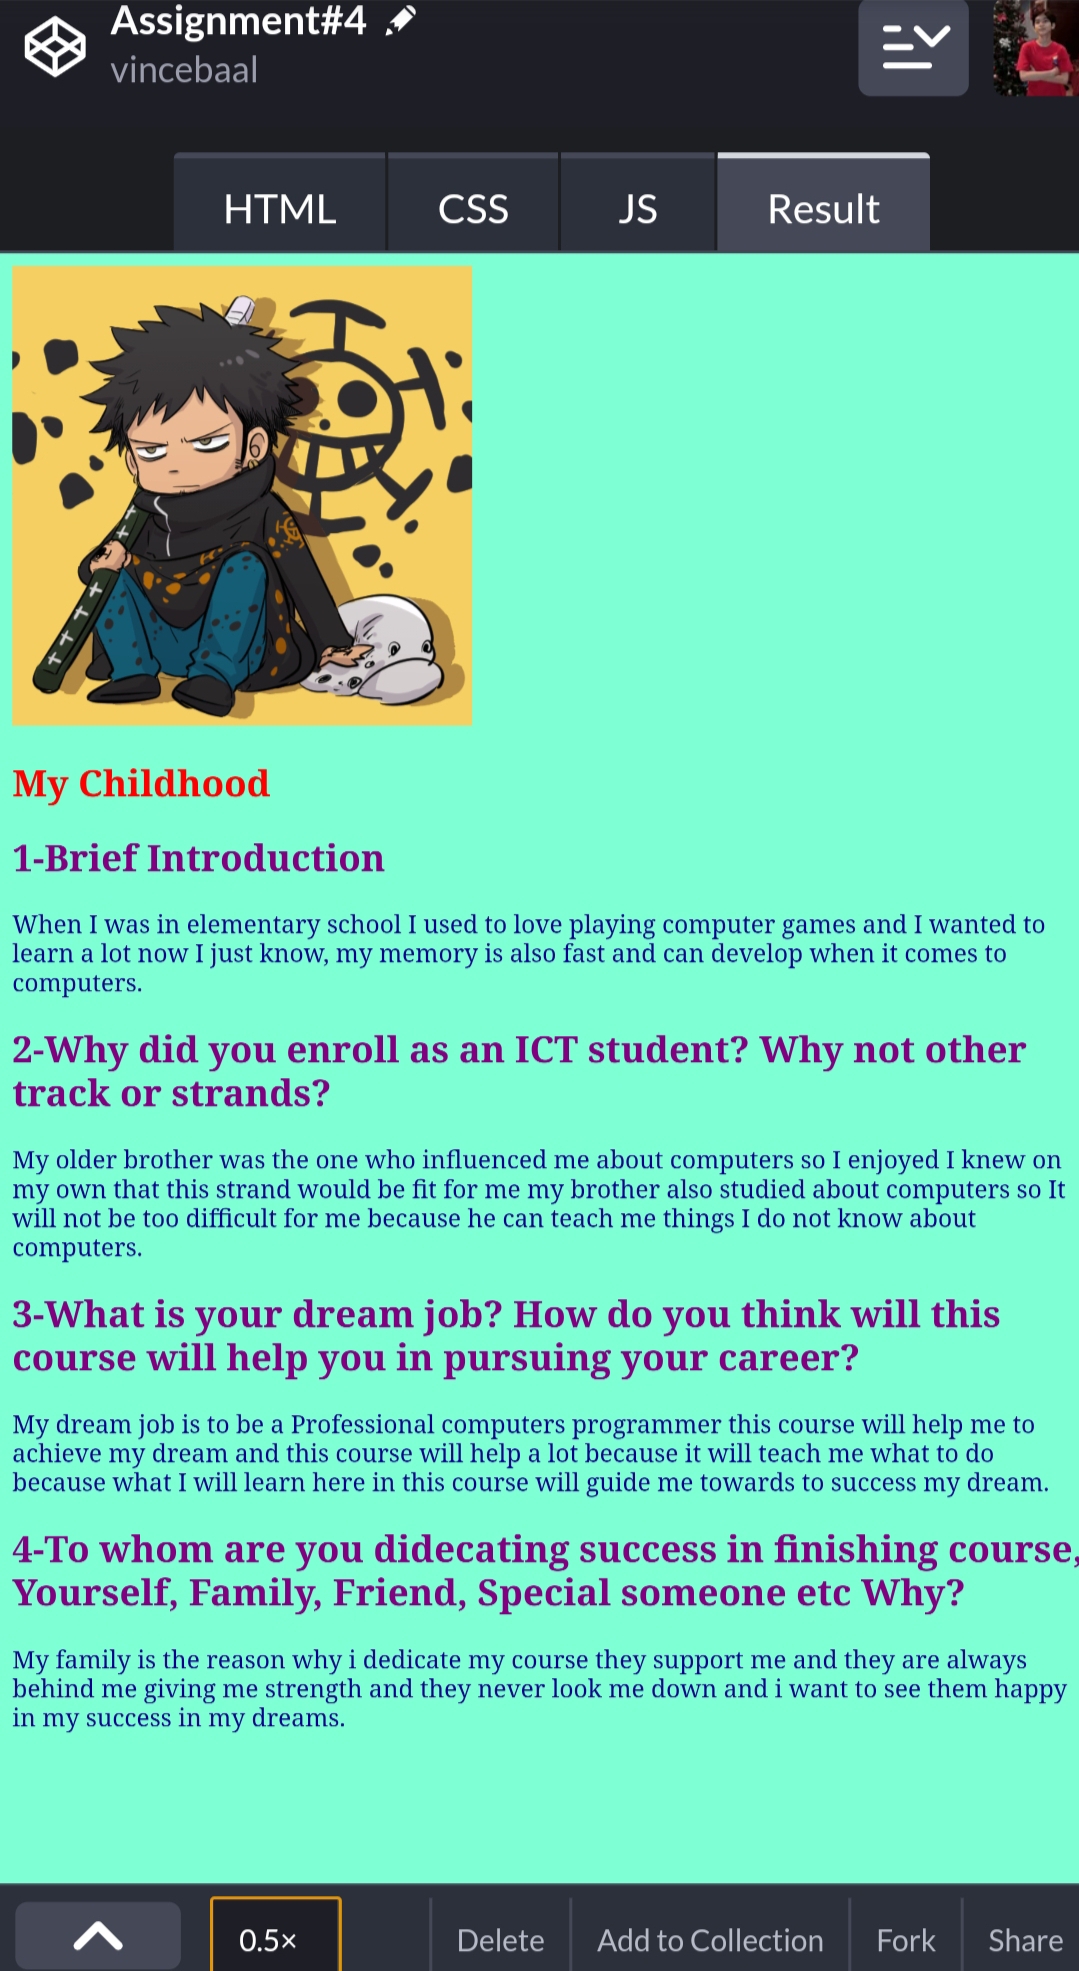 Assignment#4
vincebaal
HTML
CSS
JS
Result
My Childhood
1-Brief Introduction
When I was in elementary school I used to love playing computer games and I wanted to
learn a lot now I just know, my memory is also fast and can develop when it comes to
computers.
2-Why did you enroll as an ICT student? Why not other
track or strands?
My older brother was the one who influenced me about computers so I enjoyed I knew on
my own that this strand would be fit for me my brother also studied about computers so It
will not be too difficult for me because he can teach me things I do not know about
computers.
3-What is your dream job? How do you think will this
course will help you in pursuing your career?
My dream job is to be a Professional computers programmer this course will help me to
achieve my dream and this course will help a lot because it will teach me what to do
because what I will learn here in this course will guide me towards to success my dream.
4-To whom are you didecating success in finishing course,
Yourself, Family, Friend, Special someone etc Why?
My family is the reason why i dedicate my course they support me and they are always
behind me giving me strength and they never look me down and i want to see them happy
in my success in my dreams.
0.5×
Delete
Add to Collection
Fork
Share